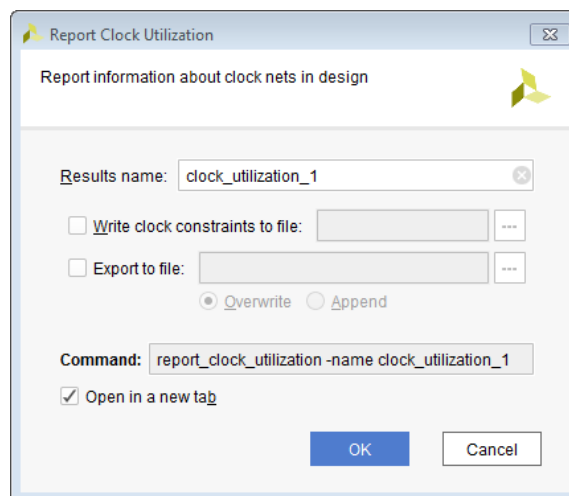 Report Clock Utilization
Report information about clock nets in design
Results name: clock_utilization_1
Write clock constraints to file: ---
Export to file: ---
Overwrite Append
Command: report_clock_utilization -name clock_utilization_1
Open in a new tab
OK Cancel